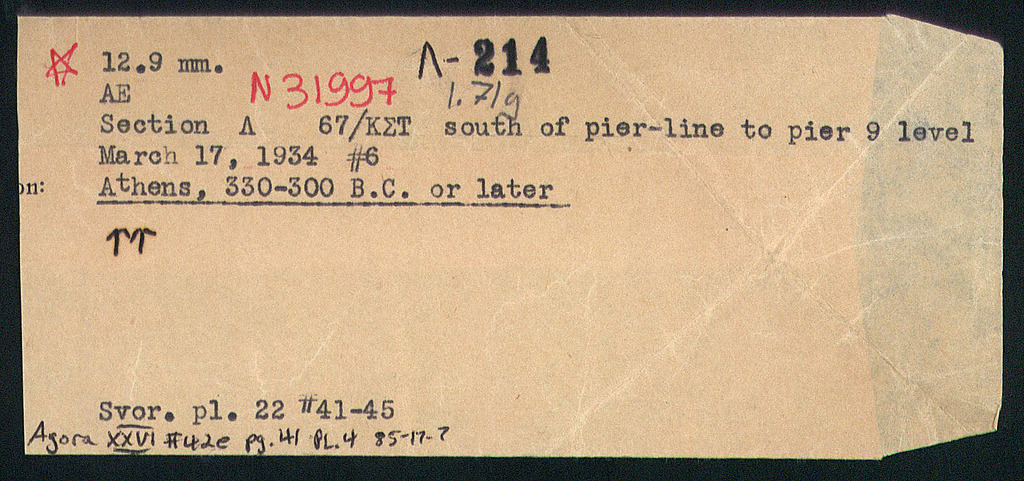 12.9 mm. Λ-214
AE N 31997 1.71g
Section Λ 67/ΚΣΤ south of pier-line to pier 9 level
March 17, 1934 #6
on: Athens, 330-300 B.C. or later
↑↑
Svor. pl. 22 #41-45
Agora XXVI #42e pg. 41 PL.4 85-17-7